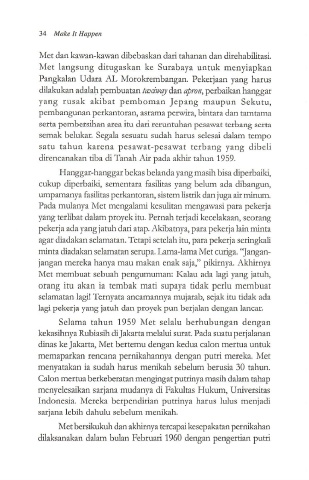 34 Make It Happen
Met dan kawan-kawan dibebaskan dari tahanan dan direhabilitasi.
Met langsung ditugaskan ke Surabaya untuk menyiapkan
Pangkalan Udara AL Morokrembangan. Pekerjaan yang harus
dilakukan adalah pembuatan taxiway dan apron, perbaikan hanggar
yang rusak akibat pemboman Jepang maupun Sekutu,
pembangunan perkantoran, asrama perwira, bintara dan tamtama
serta pembersihan area itu dari reruntuhan pesawat terbang serta
semak belukar. Segala sesuatu sudah harus selesai dalam tempo
satu tahun karena pesawat-pesawat terbang yang dibeli
direncanakan tiba di Tanah Air pada akhir tahun 1959.
Hanggar-hanggar bekas belanda yang masih bisa diperbaiki,
cukup diperbaiki, sementara fasilitas yang belum ada dibangun,
umpamanya fasilitas perkantoran, sistem listrik dan juga air minum.
Pada mulanya Met mengalami kesulitan mengawasi para pekerja
yang terlibat dalam proyek itu. Pernah terjadi kecelakaan, seorang
pekerja ada yang jatuh dari atap. Akibatnya, para pekerja lain minta
agar diadakan selamatan. Tetapi setelah itu, para pekerja seringkali
minta diadakan selamatan serupa. Lama-lama Met curiga. “Jangan-
jangan mereka hanya mau makan enak saja,” pikirnya. Akhirnya
Met membuat sebuah pengumuman: Kalau ada lagi yang jatuh,
orang itu akan ia tembak mati supaya tidak perlu membuat
selamatan lagi! Ternyata ancamannya mujarab, sejak itu tidak ada
lagi pekerja yang jatuh dan proyek pun berjalan dengan lancar.
Selama tahun 1959 Met selalu berhubungan dengan
kekasihnya Rubiasih di Jakarta melalui surat. Pada suatu perjalanan
dinas ke Jakarta, Met bertemu dengan kedua calon mertua untuk
memaparkan rencana pernikahannya dengan putri mereka. Met
menyatakan ia sudah harus menikah sebelum berusia 30 tahun.
Calon mertua berkeberatan mengingat putrinya masih dalam tahap
menyelesaikan sarjana mudanya di Fakultas Hukum, Universitas
Indonesia. Mereka berpendirian putrinya harus lulus menjadi
sarjana lebih dahulu sebelum menikah.
Met bersikukuh dan akhirnya tercapai kesepakatan pernikahan
dilaksanakan dalam bulan Februari 1960 dengan pengertian putri